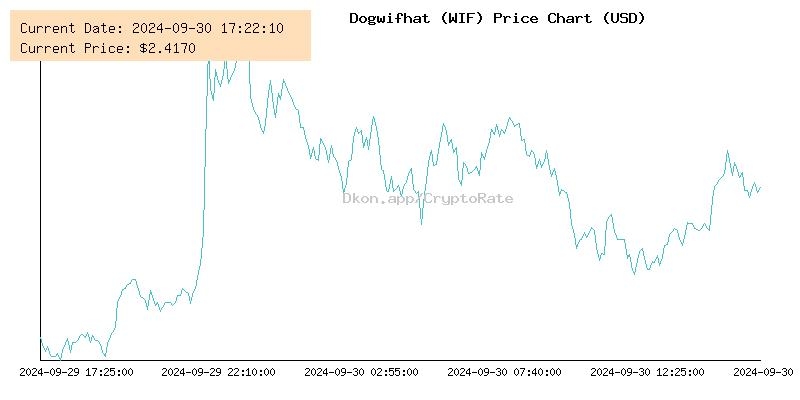 Dogwifhat (WIF) Price Chart (USD)
Current Date: 2024-09-30 17:22:10
Current Price: $2.4170
Dkon.app/CryptoRate
2024-09-29 17:25:00
2024-09-29 22:10:00
2024-09-30 02:55:00
2024-09-30 07:40:00
2024-09-30 12:25:00
2024-09-30